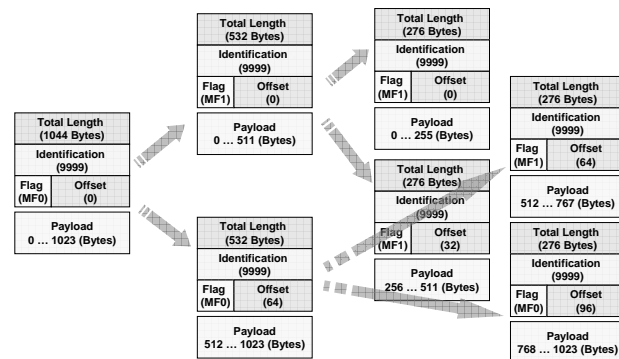 Total Length
(1044 Bytes)
Identification
(9999)
Flag
(MF0)
Offset
(0)
Payload
0 ... 1023 (Bytes)
Total Length
(532 Bytes)
Identification
(9999)
Flag
(MF1)
Offset
(0)
Payload
0 ... 511 (Bytes)
Total Length
(532 Bytes)
Identification
(9999)
Flag
(MF0)
Offset
(64)
Payload
512 ... 1023 (Bytes)
Total Length
(276 Bytes)
Identification
(9999)
Flag
(MF1)
Offset
(0)
Payload
0 ... 255 (Bytes)
Total Length
(276 Bytes)
Identification
(9999)
Flag
(MF1)
Offset
(32)
Payload
256 ... 511 (Bytes)
Total Length
(276 Bytes)
Identification
(9999)
Flag
(MF1)
Offset
(64)
Payload
512 ... 767 (Bytes)
Total Length
(276 Bytes)
Identification
(9999)
Flag
(MF0)
Offset
(96)
Payload
768 ... 1023 (Bytes)